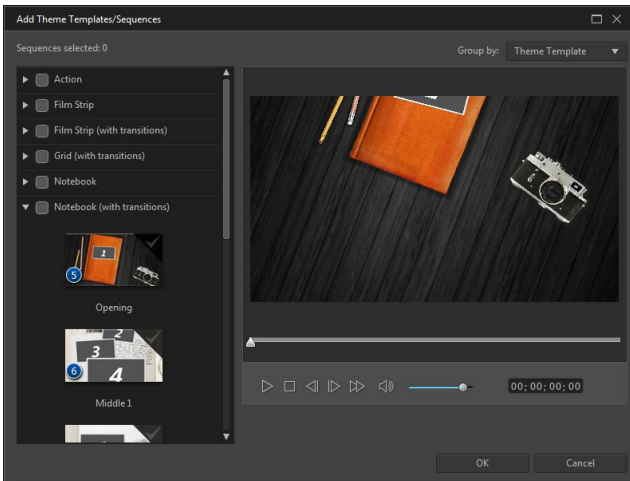 Add Theme Templates/Sequences
Sequences selected: 0
Group by: Theme Template
Action
Film Strip
Film Strip (with transitions)
Grid (with transitions)
Notebook
Notebook (with transitions)
1
5
Opening
2
3
6
4
Middle 1
00; 00; 00; 00
OK
Cancel